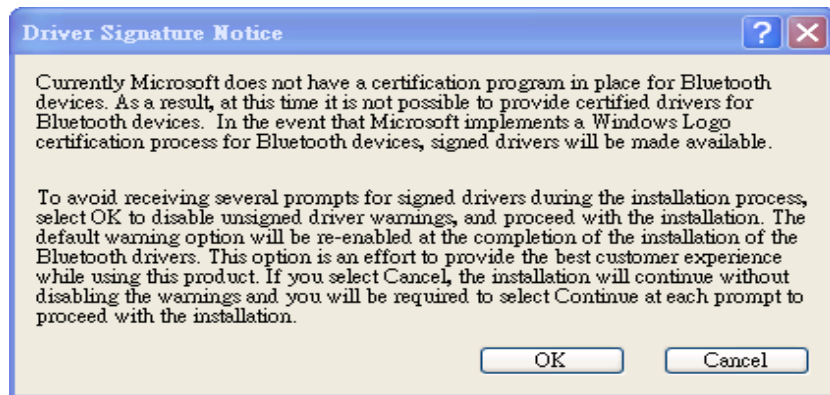 Driver Signature Notice
Currently Microsoft does not have a certification program in place for Bluetooth
devices. As a result, at this time it is not possible to provide certified drivers for
Bluetooth devices.  In the event that Microsoft implements a Windows Logo
certification process for Bluetooth devices, signed drivers will be made available.
To avoid receiving several prompts for signed drivers during the installation process,
select OK to disable unsigned driver warnings, and proceed with the installation. The
default warning option will be re-enabled at the completion of the installation of the
Bluetooth drivers. This option is an effort to provide the best customer experience
while using this product. If you select Cancel, the installation will continue without
disabling the warnings and you will be required to select Continue at each prompt to
proceed with the installation.
OK Cancel